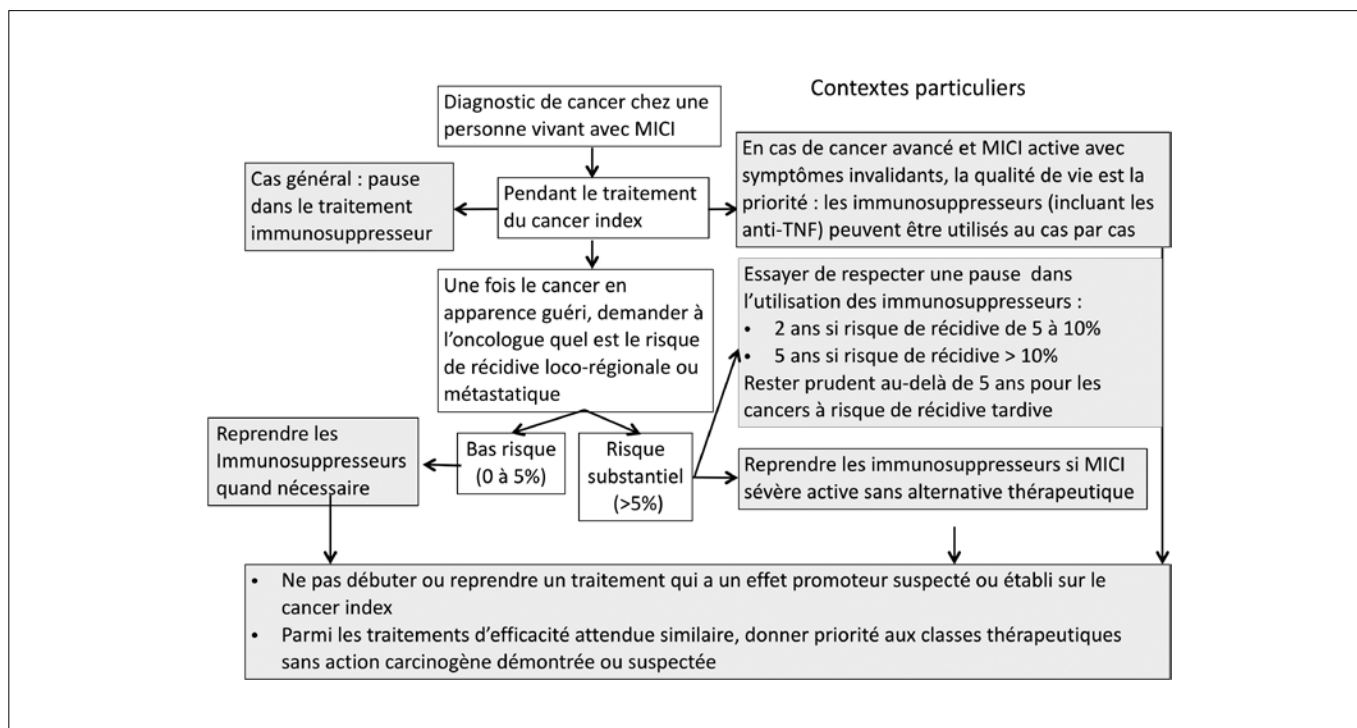 Contextes particuliers
Diagnostic de cancer chez une
personne vivant avec MICI
Cas général : pause
dans le traitement
immunosuppresseur
Pendant le traitement
du cancer index
En cas de cancer avancé et MICI active avec
symptômes invalidants, la qualité de vie est la
priorité : les immunosuppresseurs (incluant les
anti-TNF) peuvent être utilisés au cas par cas
Une fois le cancer en
apparence guéri, demander à
l’oncologue quel est le risque
de récidive loco-régionale ou
métastatique
Essayer de respecter une pause dans
l’utilisation des immunosuppresseurs :
• 2 ans si risque de récidive de 5 à 10%
• 5 ans si risque de récidive > 10%
Rester prudent au-delà de 5 ans pour les
cancers à risque de récidive tardive
Reprendre les
Immunosuppresseurs
quand nécessaire
Bas risque
(0 à 5%)
Risque
substantiel
(>5%)
Reprendre les immunosuppresseurs si MICI
sévère active sans alternative thérapeutique
• Ne pas débuter ou reprendre un traitement qui a un effet promoteur suspecté ou établi sur le
cancer index
• Parmi les traitements d’efficacité attendue similaire, donner priorité aux classes thérapeutiques
sans action carcinogène démontrée ou suspectée